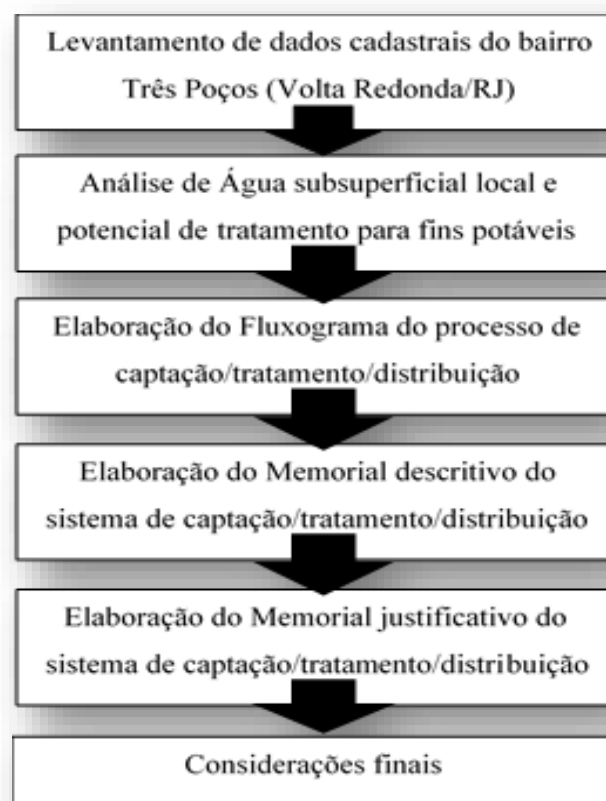 Levantamento de dados cadastrais do bairro
Três Poços (Volta Redonda/RJ)
Análise de Água subsuperficial local e
potencial de tratamento para fins potáveis
Elaboração do Fluxograma do processo de
captação/tratamento/distribuição
Elaboração do Memorial descritivo do
sistema de captação/tratamento/distribuição
Elaboração do Memorial justificativo do
sistema de captação/tratamento/distribuição
Considerações finais